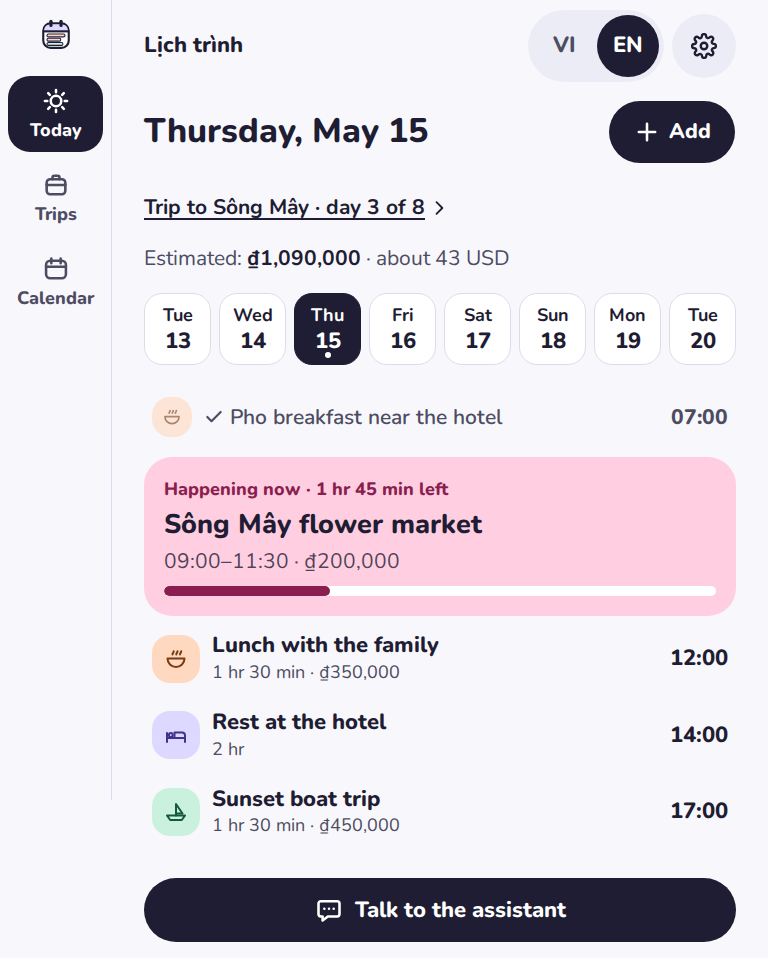 Lịch trình
VI
EN
Today
Trips
Calendar
Thursday, May 15
Add
Trip to Sông Mây · day 3 of 8
Estimated: ₫1,090,000 · about 43 USD
Tue
13
Wed
14
Thu
15
Fri
16
Sat
17
Sun
18
Mon
19
Tue
20
Pho breakfast near the hotel
07:00
Happening now · 1 hr 45 min left
Sông Mây flower market
09:00–11:30 · ₫200,000
Lunch with the family
1 hr 30 min · ₫350,000
12:00
Rest at the hotel
2 hr
14:00
Sunset boat trip
1 hr 30 min · ₫450,000
17:00
Talk to the assistant